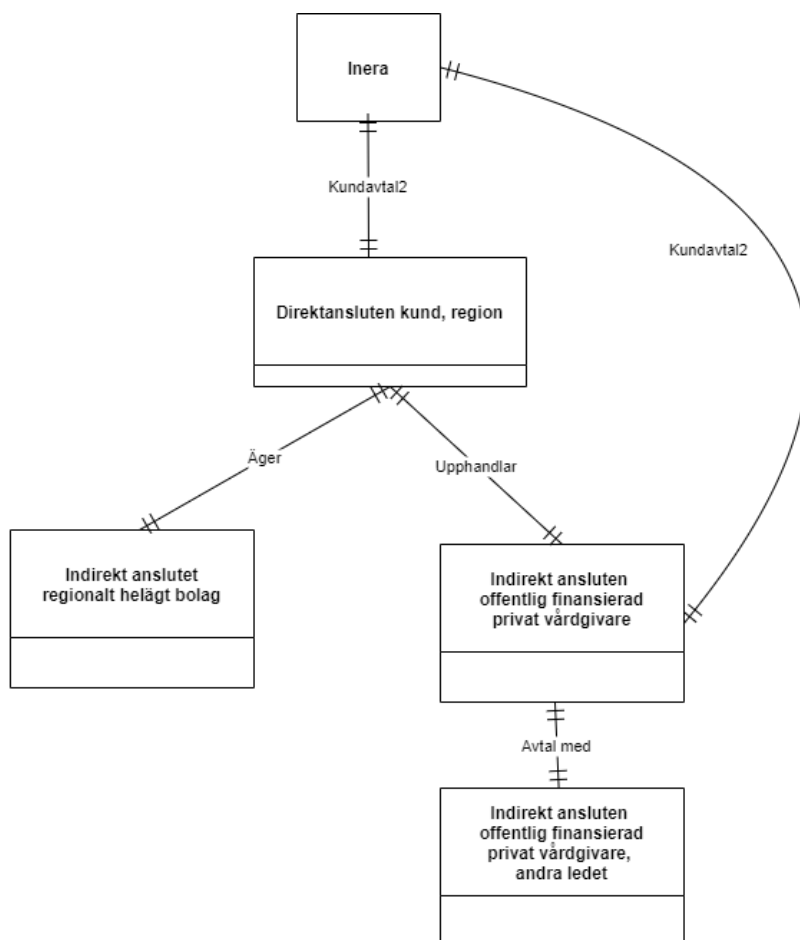 Inera
Kundavtal2
Kundavtal2
Direktansluten kund, region
Äger
Upphandlar
Indirekt anslutet
regionalt helägt bolag
Indirekt ansluten
offentlig finansierad
privat vårdgivare
Avtal med
Indirekt ansluten
offentlig finansierad
privat vårdgivare,
andra ledet